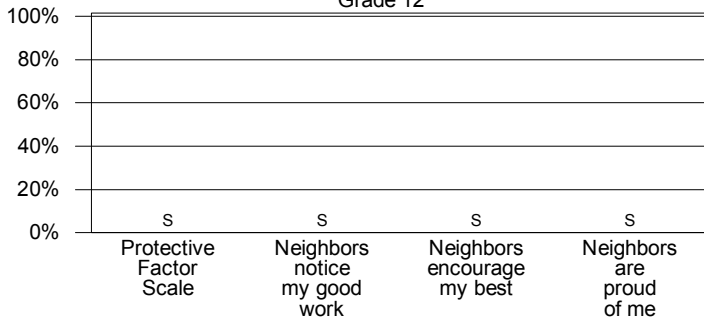 Grade 12
100%
80%
60%
40%
20%
0%
S S S S
Protective Factor Scale
Neighbors notice my good work
Neighbors encourage my best
Neighbors are proud of me